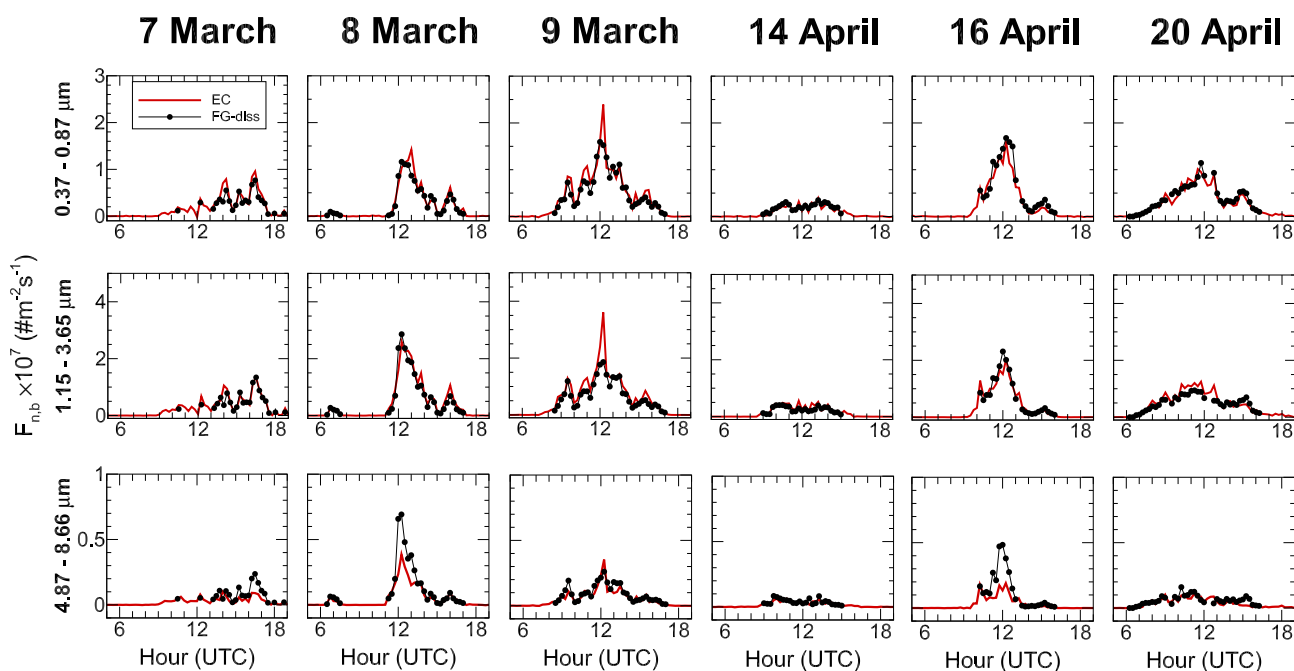 7 March 8 March 9 March 14 April 16 April 20 April
F_{n,b} ×10^7 (#m^-2 s^-1)
0.37 - 0.87 µm
3
2
1
0
EC
FG-diss
6 12 18 6 12 18 6 12 18 6 12 18 6 12 18 6 12 18
1.15 - 3.65 µm
4
2
0
6 12 18 6 12 18 6 12 18 6 12 18 6 12 18 6 12 18
4.87 - 8.66 µm
1
0.5
0
6 12 18 6 12 18 6 12 18 6 12 18 6 12 18 6 12 18
Hour (UTC) Hour (UTC) Hour (UTC) Hour (UTC) Hour (UTC) Hour (UTC)